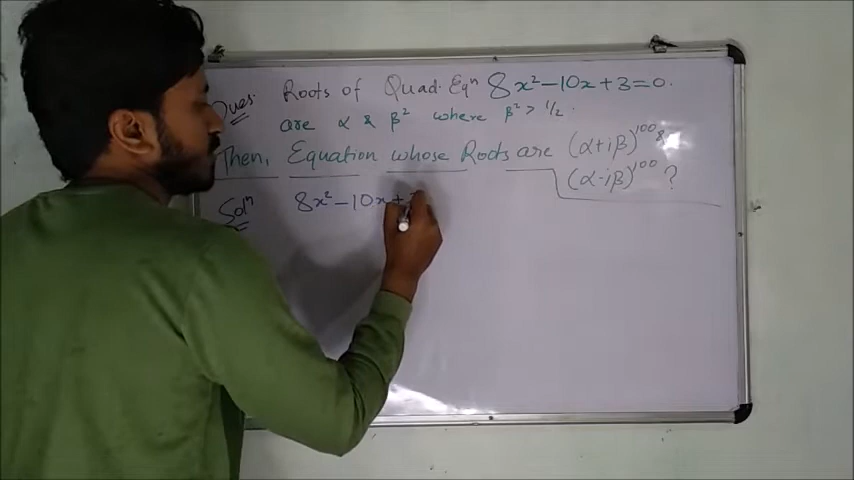 Ques. Roots of Quad. Eqⁿ 8x²-10x+3=0.
are α & β² where β² > 1/2.
Then, Equation whose Roots are (α+iβ)¹⁰⁰ &
(α-iβ)¹⁰⁰ ?
Solⁿ 8x²-10x+